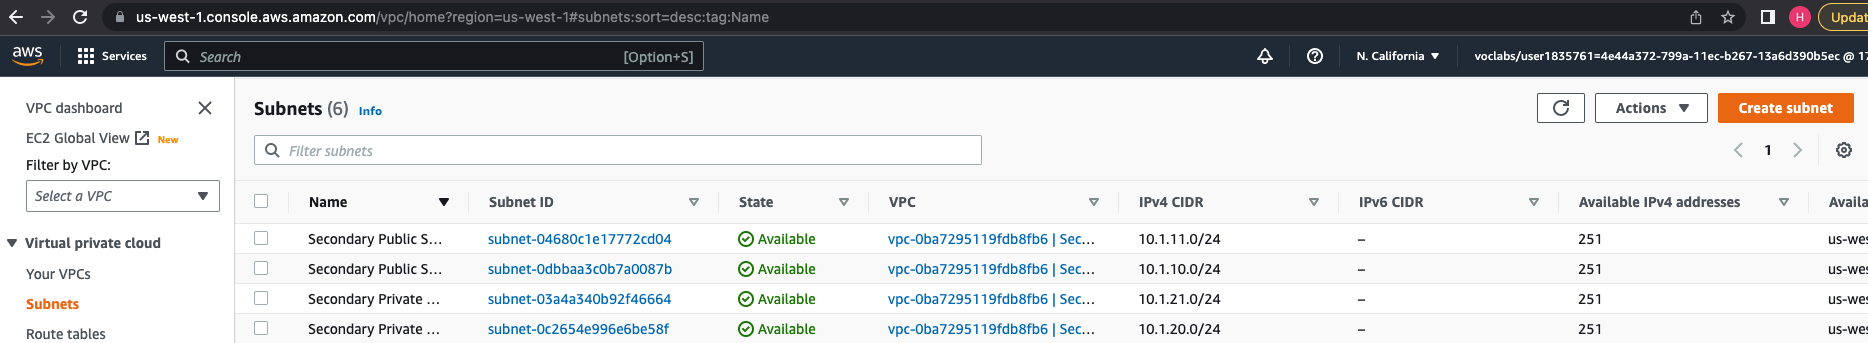 us-west-1.console.aws.amazon.com/vpc/home?region=us-west-1#subnets:sort=desc:tag:Name H Updat
aws Services Search [Option+S] N. California voclabs/user1835761=4e44a372-799a-11ec-b267-13a6d390b5ec @ 17
VPC dashboard
EC2 Global View New
Filter by VPC:
Select a VPC
Virtual private cloud
Your VPCs
Subnets
Route tables
Subnets (6) Info Actions Create subnet
Filter subnets 1
Name Subnet ID State VPC IPv4 CIDR IPv6 CIDR Available IPv4 addresses Availa
Secondary Public S... subnet-04680c1e17772cd04 Available vpc-0ba7295119fdb8fb6 | Sec... 10.1.11.0/24 – 251 us-wes
Secondary Public S... subnet-0dbbaa3c0b7a0087b Available vpc-0ba7295119fdb8fb6 | Sec... 10.1.10.0/24 – 251 us-wes
Secondary Private ... subnet-03a4a340b92f46664 Available vpc-0ba7295119fdb8fb6 | Sec... 10.1.21.0/24 – 251 us-wes
Secondary Private ... subnet-0c2654e996e6be58f Available vpc-0ba7295119fdb8fb6 | Sec... 10.1.20.0/24 – 251 us-wes